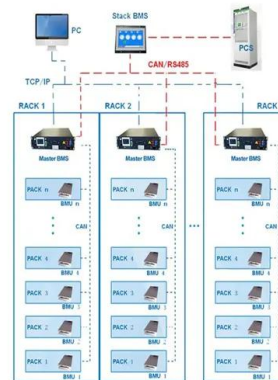 PC
Stack BMS
PCS
CAN/RS485
TCP/IP
RACK 1
RACK 2
RACK
Master BMS
Master BMS
Master BMS
PACK n
BMU n
CAN
PACK 4
BMU 4
PACK 3
BMU 3
PACK 2
BMU 2
PACK 1
BMU 1
PACK n
BMU n
CAN
PACK 4
BMU 4
PACK 3
BMU 3
PACK 2
BMU 2
PACK 1
BMU 1
...
PACK n
BMU n
CAN
PACK 4
BMU 4
PACK 3
BMU 3
PACK 2
BMU 2
PACK 1
BMU 1